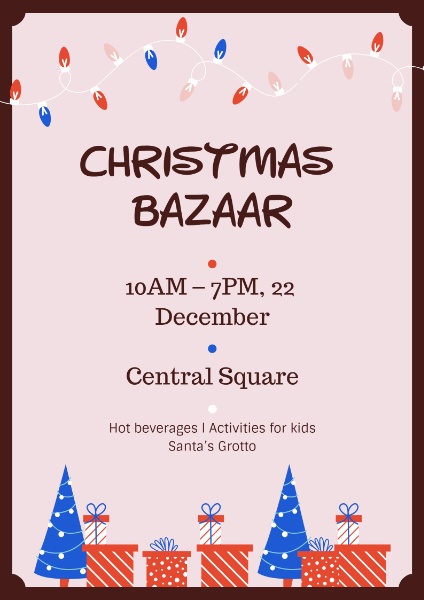 CHRISTMAS
BAZAAR
10AM – 7PM, 22
December
Central Square
Hot beverages | Activities for kids
Santa's Grotto